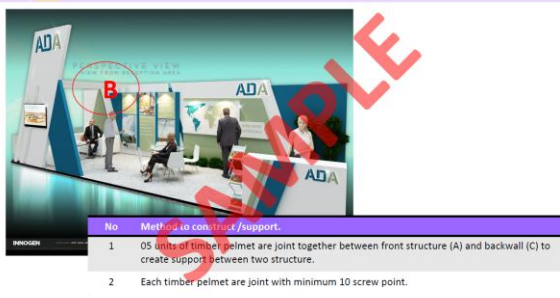 ADA
PERSPECTIVE VIEW
VIEW FROM RECEPTION AREA
B
ADA
ADA
SAMPLE
INNOGEN
No Method to construct /support.
1 05 units of timber pelmet are joint together between front structure (A) and backwall (C) to
create support between two structure.
2 Each timber pelmet are joint with minimum 10 screw point.